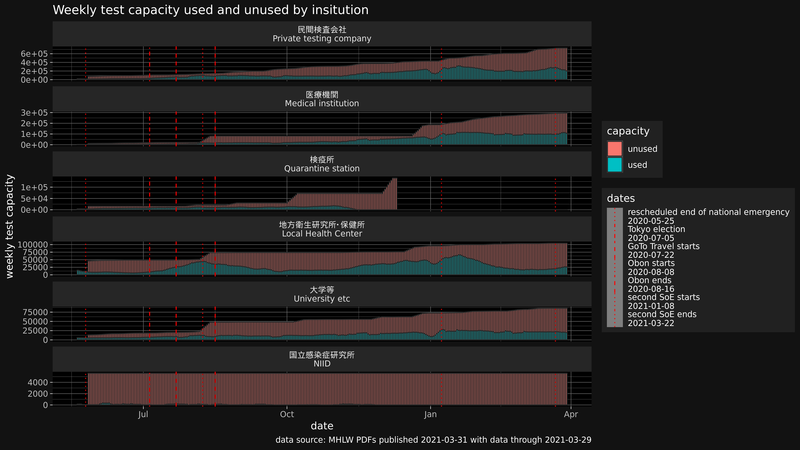 Weekly test capacity used and unused by insitution
民間検査会社
Private testing company
6e+05
4e+05
2e+05
0e+00
医療機関
Medical institution
3e+05
2e+05
1e+05
0e+00
検疫所
Quarantine station
1e+05
5e+04
0e+00
地方衛生研究所･保健所
Local Health Center
100000
75000
50000
25000
0
大学等
University etc
75000
50000
25000
0
国立感染症研究所
NIID
4000
2000
0
Jul
Oct
Jan
Apr
date
weekly test capacity
data source: MHLW PDFs published 2021-03-31 with data through 2021-03-29
capacity
unused
used
dates
rescheduled end of national emergency
2020-05-25
Tokyo election
2020-07-05
GoTo Travel starts
2020-07-22
Obon starts
2020-08-08
Obon ends
2020-08-16
second SoE starts
2021-01-08
second SoE ends
2021-03-22